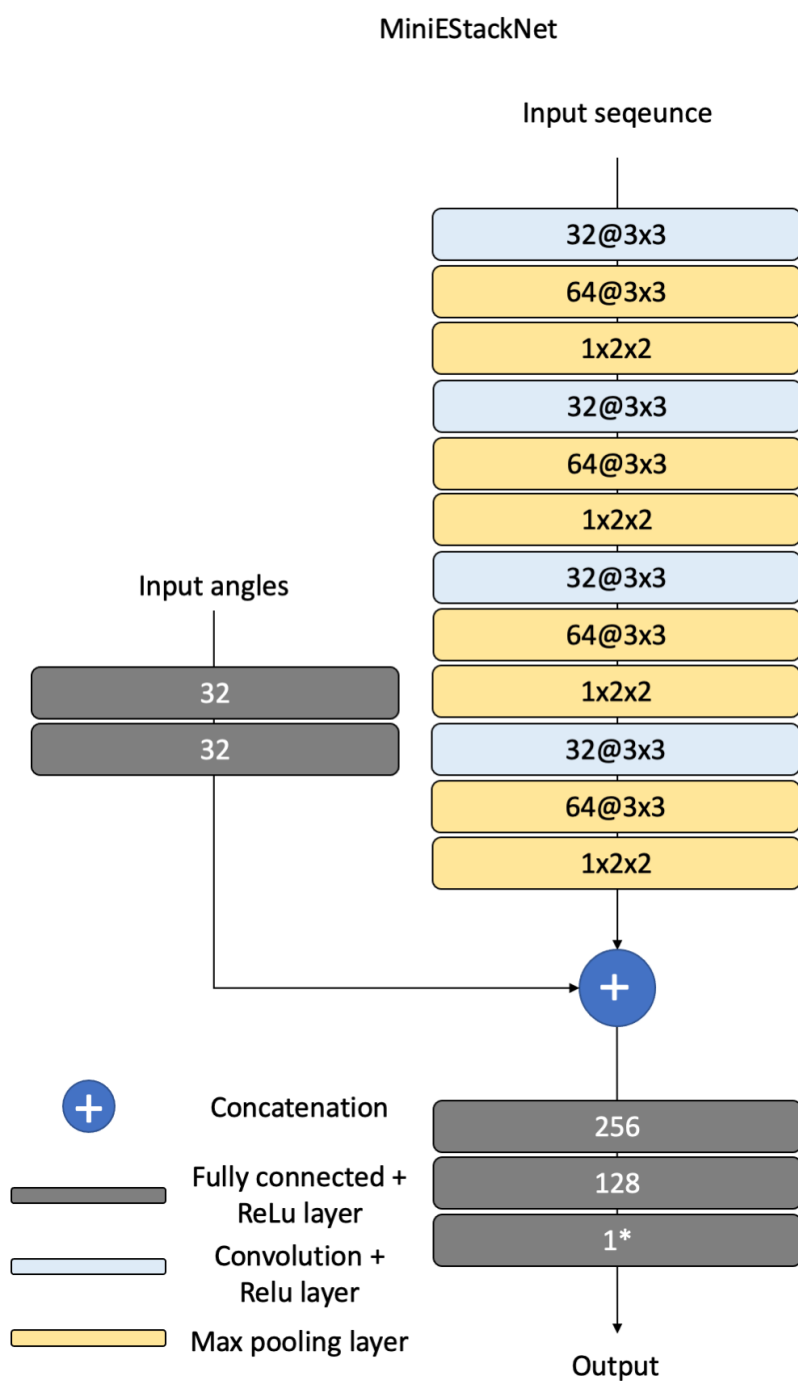 MiniEStackNet
Input seqeunce
32@3x3
64@3x3
1x2x2
32@3x3
64@3x3
1x2x2
32@3x3
64@3x3
1x2x2
32@3x3
64@3x3
1x2x2
Input angles
32
32
+
256
128
1*
Output
+
Concatenation
Fully connected +
ReLu layer
Convolution +
Relu layer
Max pooling layer